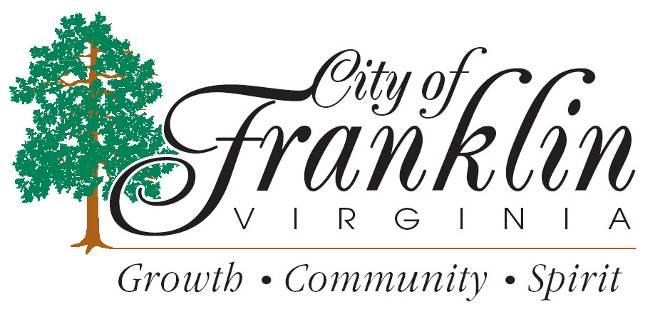 City of
Franklin
VIRGINIA
Growth • Community • Spirit